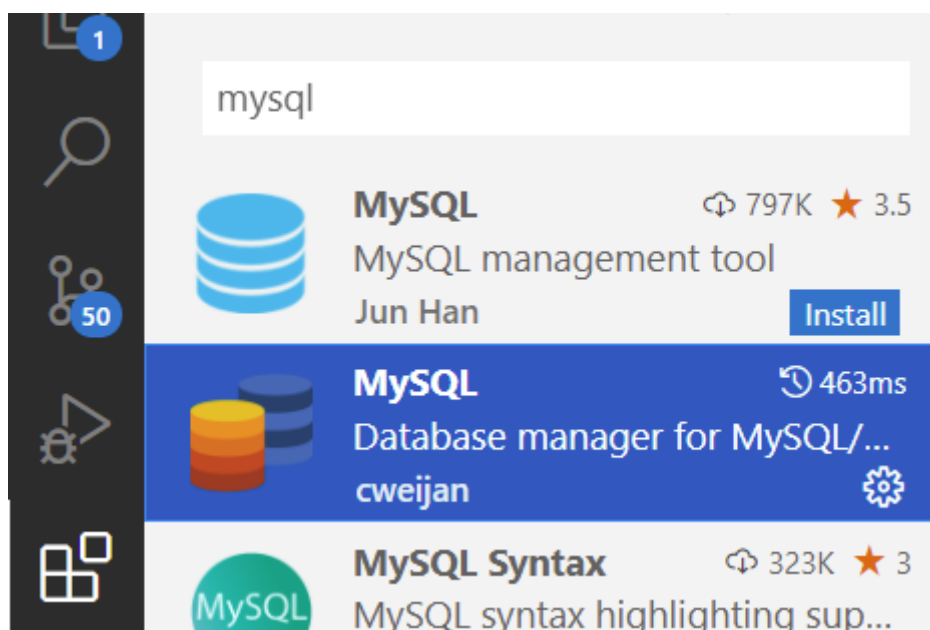 1
mysql
MySQL 797K ★ 3.5
MySQL management tool
Jun Han Install
50
MySQL 463ms
Database manager for MySQL/...
cweijan
MySQL Syntax 323K ★ 3
MySQL
MySQL syntax highlighting sup...